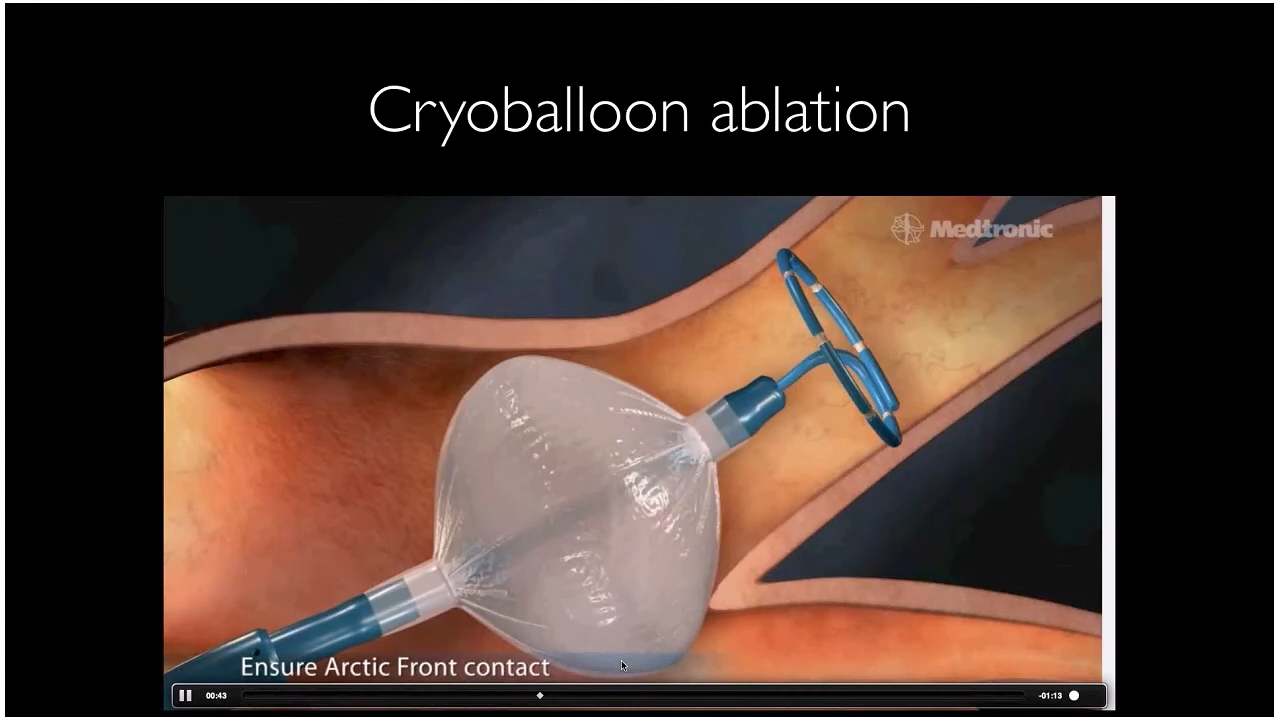 Cryoballoon ablation
Medtronic
Ensure Arctic Front contact
00:43
-01:13